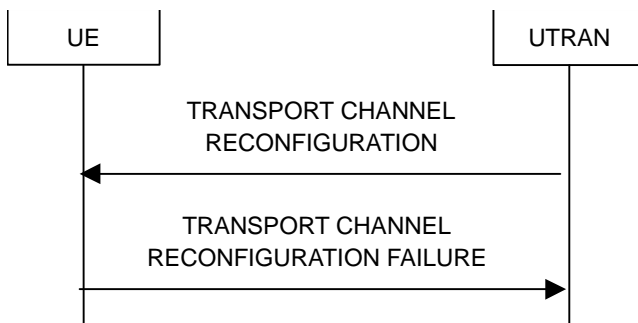 UE
UTRAN
TRANSPORT CHANNEL
RECONFIGURATION
TRANSPORT CHANNEL
RECONFIGURATION FAILURE